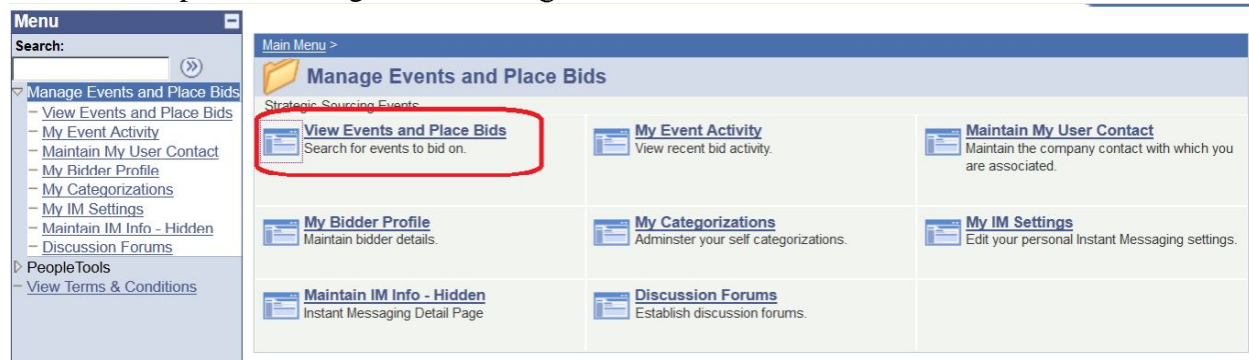 Menu
Search:
Manage Events and Place Bids
– View Events and Place Bids
– My Event Activity
– Maintain My User Contact
– My Bidder Profile
– My Categorizations
– My IM Settings
– Maintain IM Info - Hidden
– Discussion Forums
PeopleTools
– View Terms & Conditions
Main Menu >
Manage Events and Place Bids
Strategic Sourcing Events
View Events and Place Bids
Search for events to bid on.
My Event Activity
View recent bid activity.
Maintain My User Contact
Maintain the company contact with which you
are associated.
My Bidder Profile
Maintain bidder details.
My Categorizations
Adminster your self categorizations.
My IM Settings
Edit your personal Instant Messaging settings.
Maintain IM Info - Hidden
Instant Messaging Detail Page
Discussion Forums
Establish discussion forums.